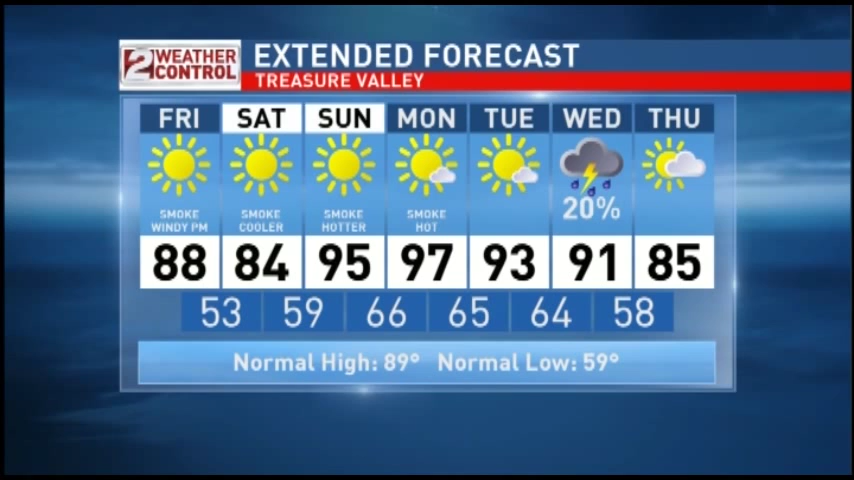 2 WEATHER
CONTROL
EXTENDED FORECAST
TREASURE VALLEY
FRI SAT SUN MON TUE WED THU
20%
SMOKE SMOKE SMOKE SMOKE
WINDY PM COOLER HOTTER HOT
88 84 95 97 93 91 85
53 59 66 65 64 58
Normal High: 89° Normal Low: 59°